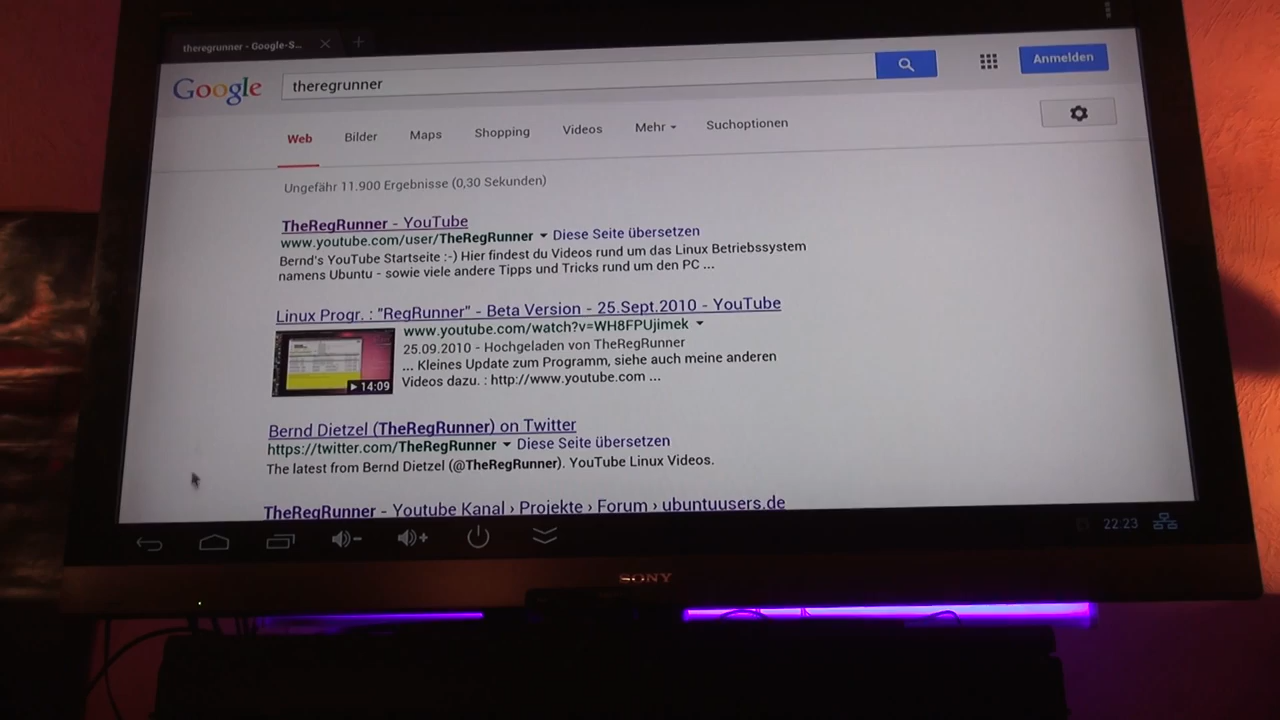 theregrunner - Google-S...
Google
theregrunner
Anmelden
Web Bilder Maps Shopping Videos Mehr Suchoptionen
Ungefähr 11.900 Ergebnisse (0,30 Sekunden)
TheRegRunner - YouTube
www.youtube.com/user/TheRegRunner Diese Seite übersetzen
Bernd's YouTube Startseite :-) Hier findest du Videos rund um das Linux Betriebssystem
namens Ubuntu - sowie viele andere Tipps und Tricks rund um den PC ...
Linux Progr. : "RegRunner" - Beta Version - 25.Sept.2010 - YouTube
www.youtube.com/watch?v=WH8FPUjimek
25.09.2010 - Hochgeladen von TheRegRunner
... Kleines Update zum Programm, siehe auch meine anderen
Videos dazu. : http://www.youtube.com ...
14:09
Bernd Dietzel (TheRegRunner) on Twitter
https://twitter.com/TheRegRunner Diese Seite übersetzen
The latest from Bernd Dietzel (@TheRegRunner). YouTube Linux Videos.
TheRegRunner - Youtube Kanal › Projekte › Forum › ubuntuusers.de
22:23
SONY